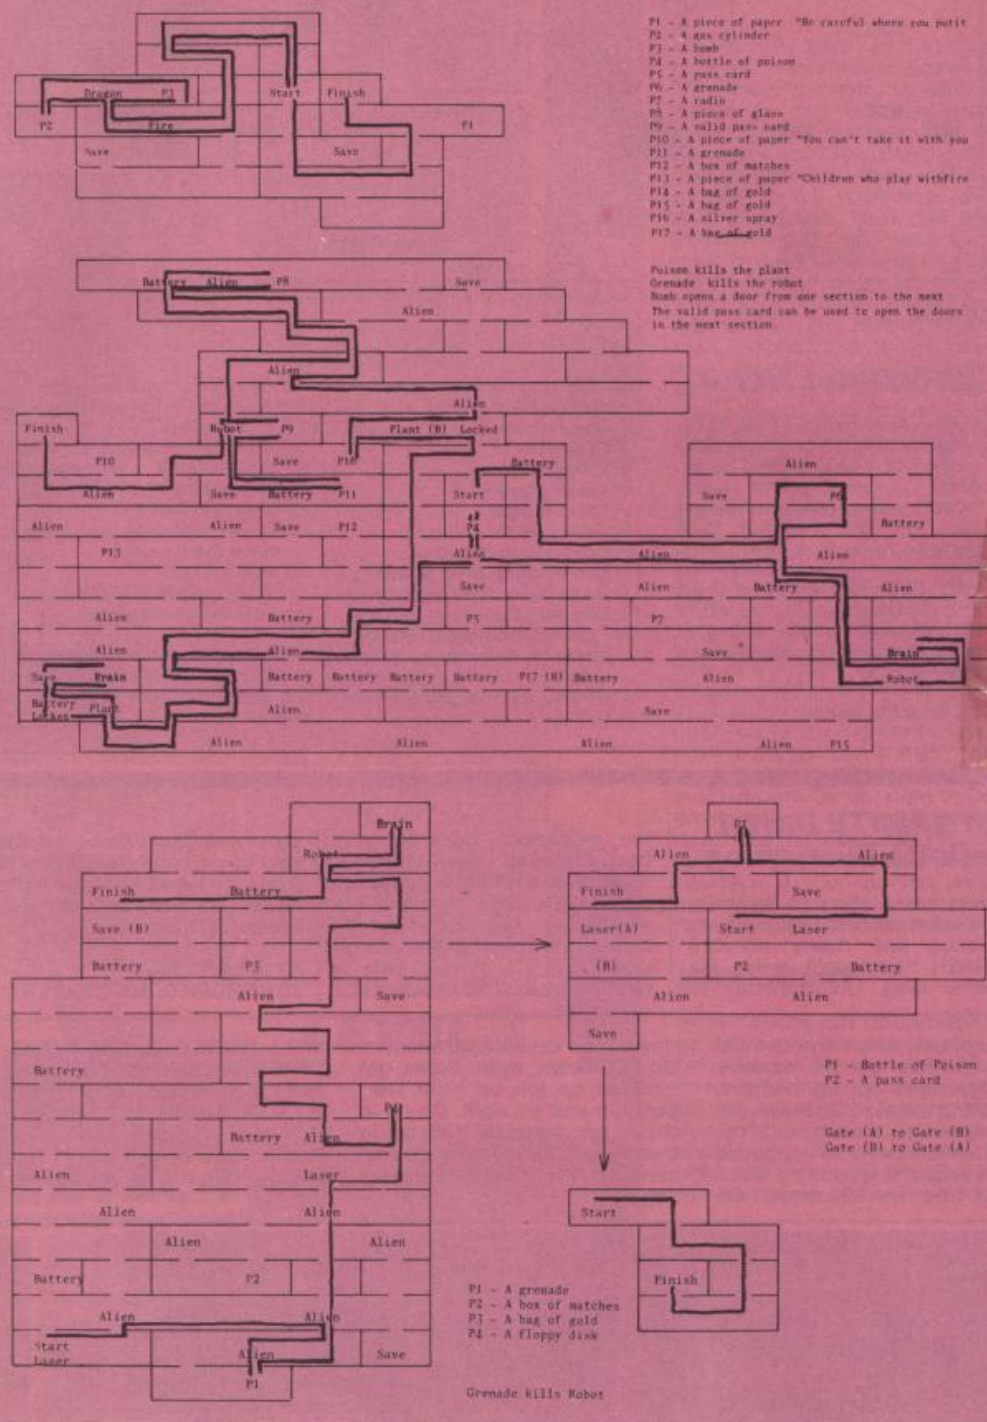 P1 - A piece of paper "Be careful where you putit
P2 - A gas cylinder
P3 - A bomb
P4 - A bottle of poison
P5 - A pass card
P6 - A grenade
P7 - A radio
P8 - A piece of glass
P9 - A valid pass card
P10 - A piece of paper "You can't take it with you
P11 - A grenade
P12 - A box of matches
P13 - A piece of paper "Children who play withfire
P14 - A bag of gold
P15 - A bag of gold
P16 - A silver spray
P17 - A bag of gold
Poison kills the plant
Grenade kills the robot
Bomb opens a door from one section to the next
The valid pass card can be used to open the doors
in the next section.
Dragon P3 Start Finish
P2 Fire P1
Save Save
Battery Alien P8 Save
Alien
Alien
Alien
Finish Robot P9 Plant (B) Locked
P10 Save P16 Battery Alien
Alien Save Battery P11 Start Save P6
Alien Alien Save P12 P4 Battery
P13 Alien Alien Alien
Save Alien Battery Alien
Alien Battery P5 P7
Alien Alien Save Brain
Save Brain Battery Battery Battery Battery P17 (B) Battery Alien Robot
Battery
Locked Plant Alien Save
Alien Alien Alien Alien P15
Brain
Robot
Finish Battery
Save (B)
Battery P3
Alien Save
Battery
P4
Battery Alien
Alien Laser
Alien Alien
Alien Alien
Battery P2
Alien Alien
Start
Laser Alien Save
P1
P1
Alien Alien
Finish Save
Laser(A) Start Laser
(B) P2 Battery
Alien Alien
Save
P1 - Bottle of Poison
P2 - A pass card
Gate (A) to Gate (B)
Gate (B) to Gate (A)
Start
Finish
P1 - A grenade
P2 - A box of matches
P3 - A bag of gold
P4 - A floppy disk
Grenade kills Robot